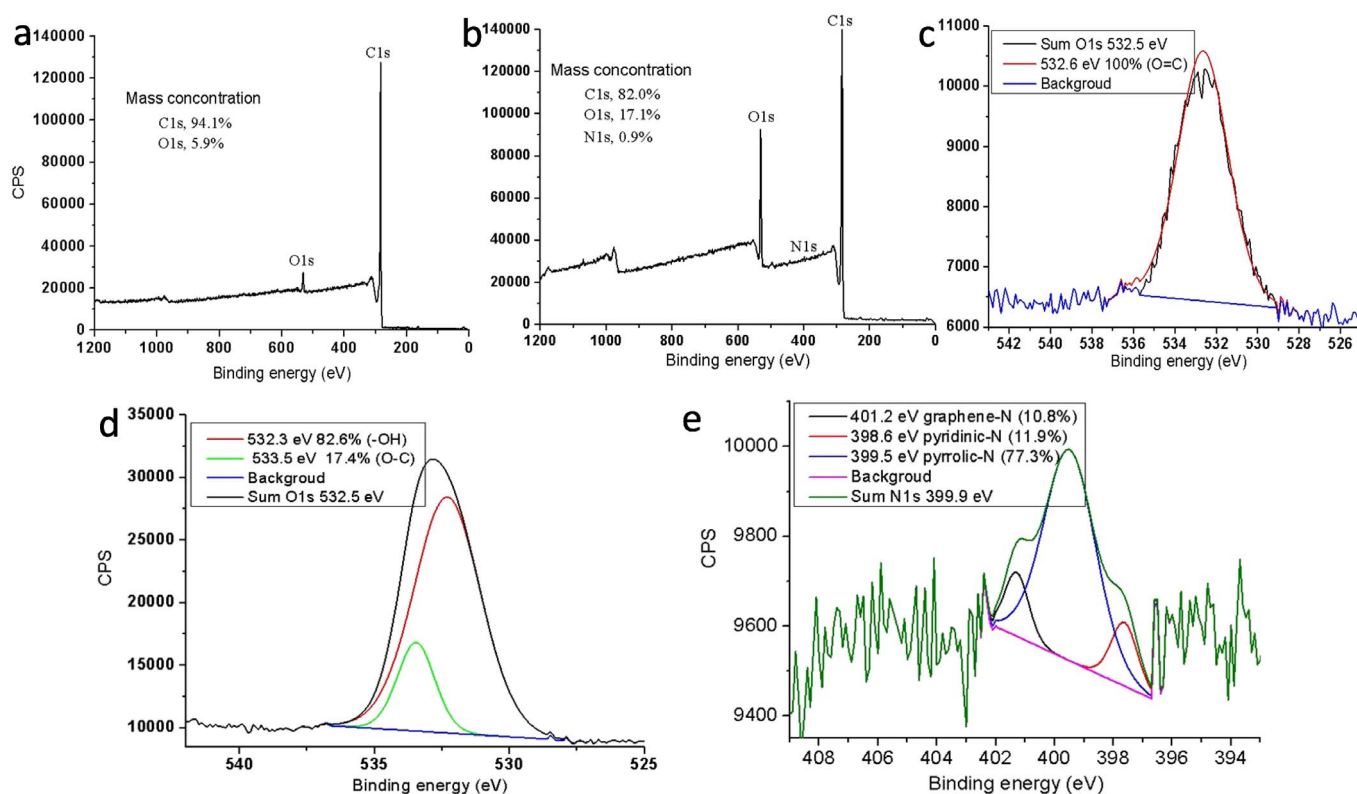 a
140000
120000
100000
80000
60000
40000
20000
0
CPS
Mass concontration
C1s, 94.1%
O1s, 5.9%
C1s
O1s
1200 1000 800 600 400 200 0
Binding energy (eV)
b
140000
120000
100000
80000
60000
40000
20000
0
Mass concontration
C1s, 82.0%
O1s, 17.1%
N1s, 0.9%
C1s
O1s
N1s
1200 1000 800 600 400 200 0
Binding energy (eV)
c
11000
10000
9000
8000
7000
6000
Sum O1s 532.5 eV
532.6 eV 100% (O=C)
Backgroud
542 540 538 536 534 532 530 528 526
Binding energy (eV)
d
35000
30000
25000
20000
15000
10000
CPS
532.3 eV 82.6% (-OH)
533.5 eV 17.4% (O-C)
Backgroud
Sum O1s 532.5 eV
540 535 530 525
Binding energy (eV)
e
10000
9800
9600
9400
CPS
401.2 eV graphene-N (10.8%)
398.6 eV pyridinic-N (11.9%)
399.5 eV pyrrolic-N (77.3%)
Backgroud
Sum N1s 399.9 eV
408 406 404 402 400 398 396 394
Binding energy (eV)